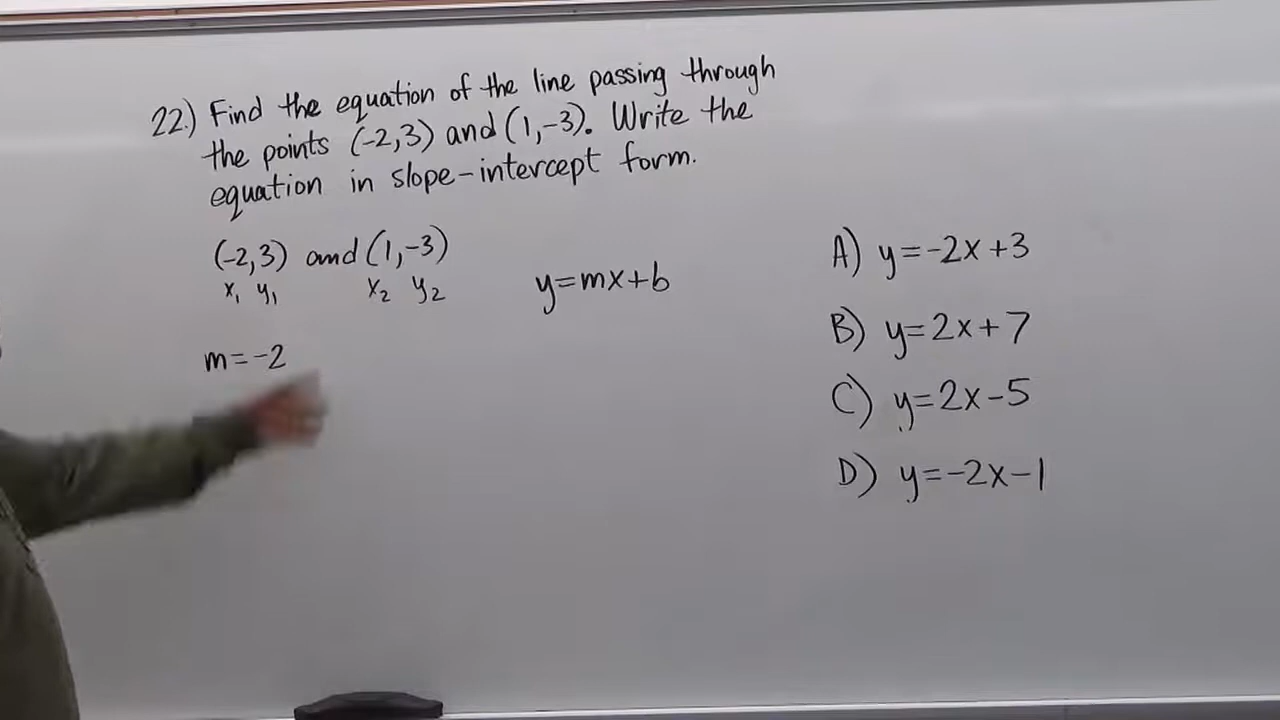 22.) Find the equation of the line passing through
the points (-2,3) and (1,-3). Write the
equation in slope-intercept form.
(-2,3) and (1,-3)
x₁ y₁ x₂ y₂
y=mx+b
m=-2
A) y=-2x+3
B) y=2x+7
C) y=2x-5
D) y=-2x-1